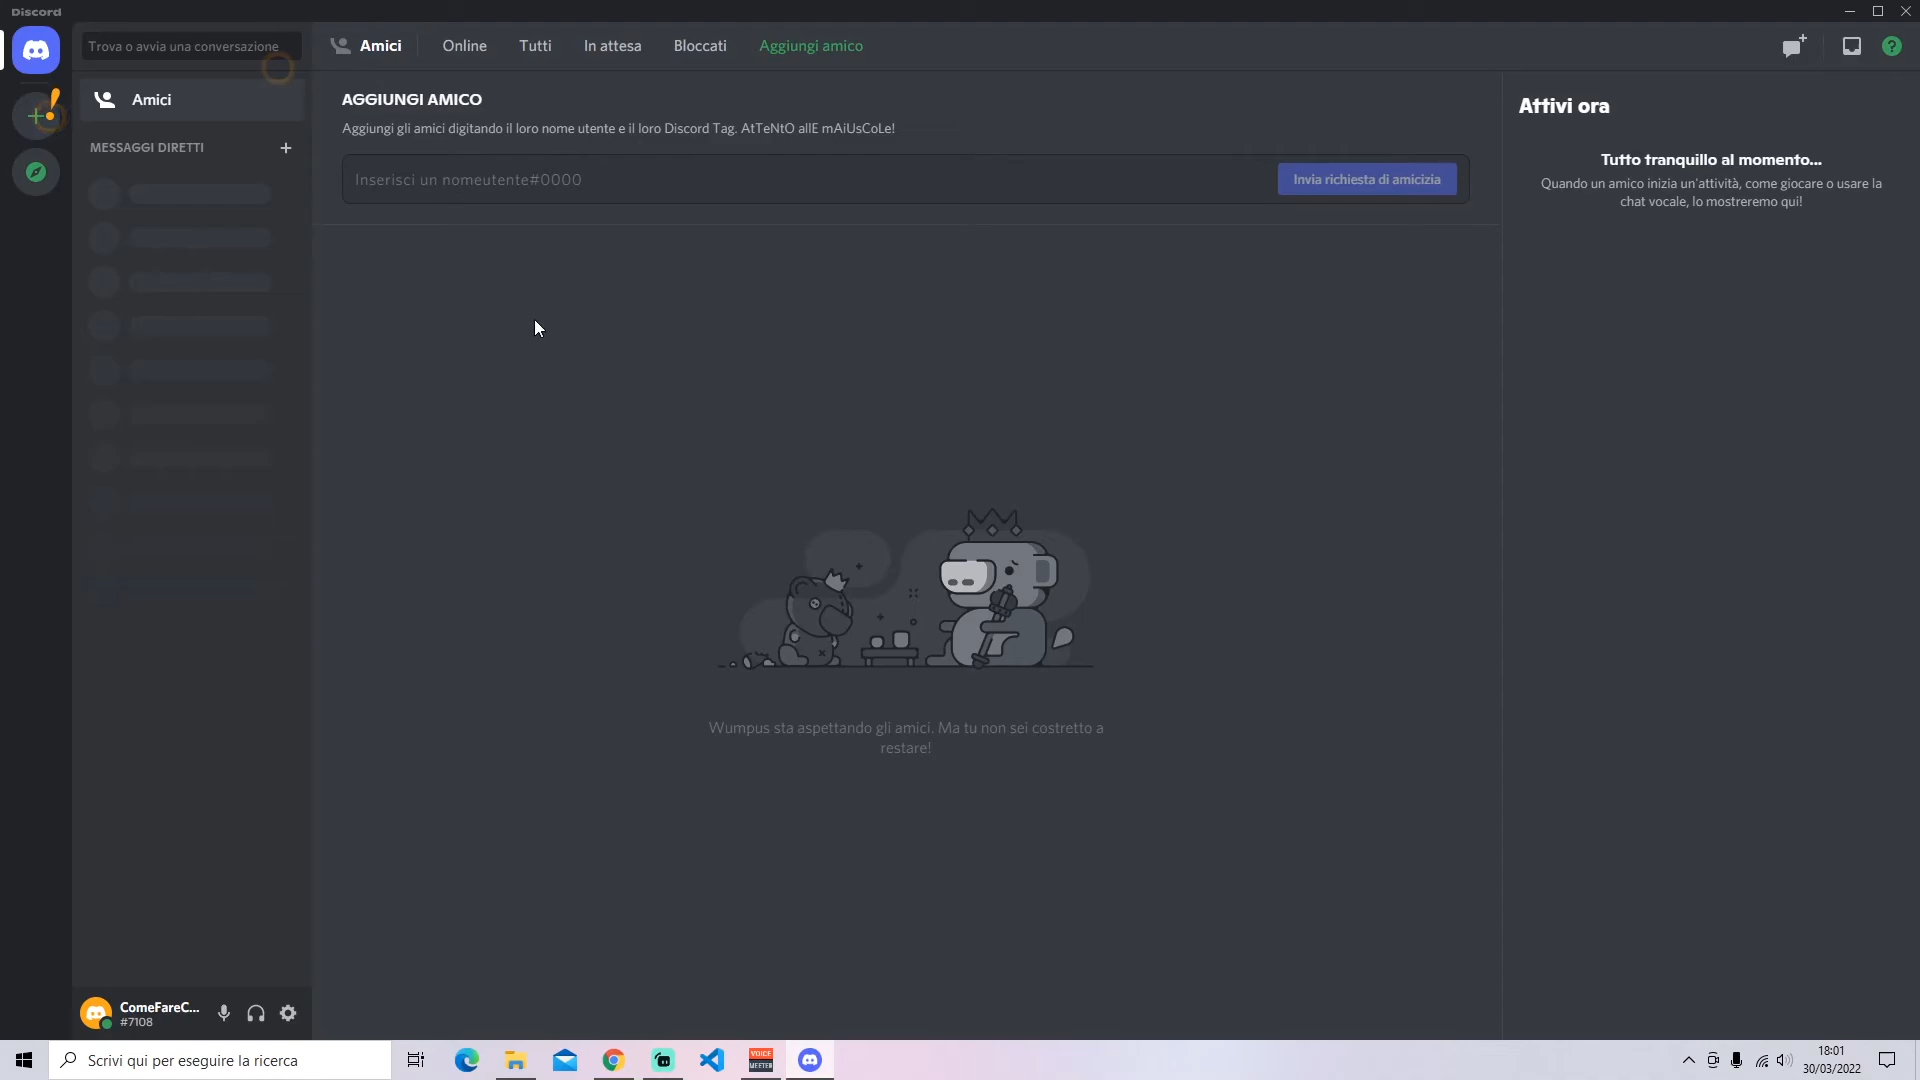 Discord
Trova o avvia una conversazione
Amici
Online
Tutti
In attesa
Bloccati
Aggiungi amico
Amici
MESSAGGI DIRETTI
AGGIUNGI AMICO
Aggiungi gli amici digitando il loro nome utente e il loro Discord Tag. AtTeNtO allE mAiUsCoLe!
Inserisci un nomeutente#0000
Invia richiesta di amicizia
Attivi ora
Tutto tranquillo al momento...
Quando un amico inizia un'attività, come giocare o usare la
chat vocale, lo mostreremo qui!
Wumpus sta aspettando gli amici. Ma tu non sei costretto a
restare!
ComeFareC...
#7108
Scrivi qui per eseguire la ricerca
VOICE
MEETER
18:01
30/03/2022